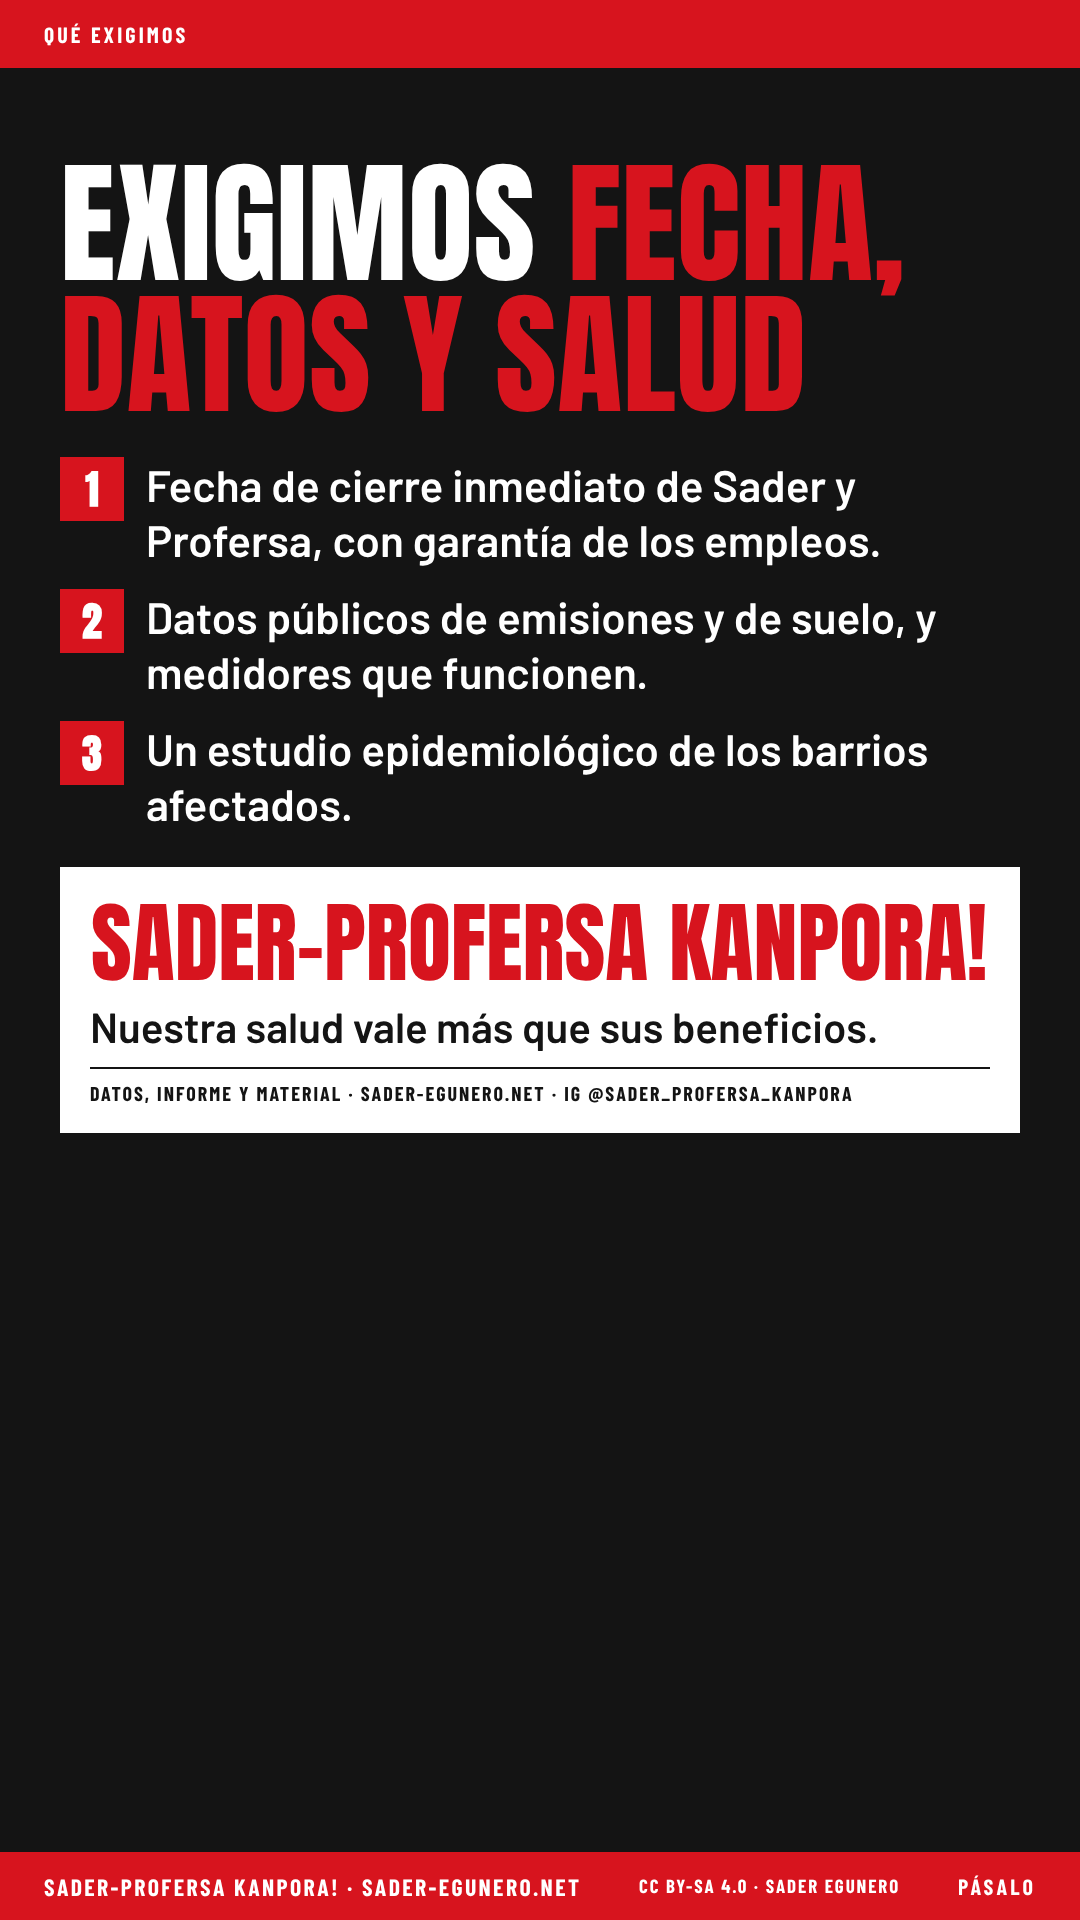 QUÉ EXIGIMOS
EXIGIMOS FECHA,
DATOS Y SALUD
1 Fecha de cierre inmediato de Sader y
Profersa, con garantía de los empleos.
2 Datos públicos de emisiones y de suelo, y
medidores que funcionen.
3 Un estudio epidemiológico de los barrios
afectados.
SADER-PROFERSA KANPORA!
Nuestra salud vale más que sus beneficios.
DATOS, INFORME Y MATERIAL · SADER-EGUNERO.NET · IG @SADER_PROFERSA_KANPORA
SADER-PROFERSA KANPORA! · SADER-EGUNERO.NET CC BY-SA 4.0 · SADER EGUNERO PÁSALO